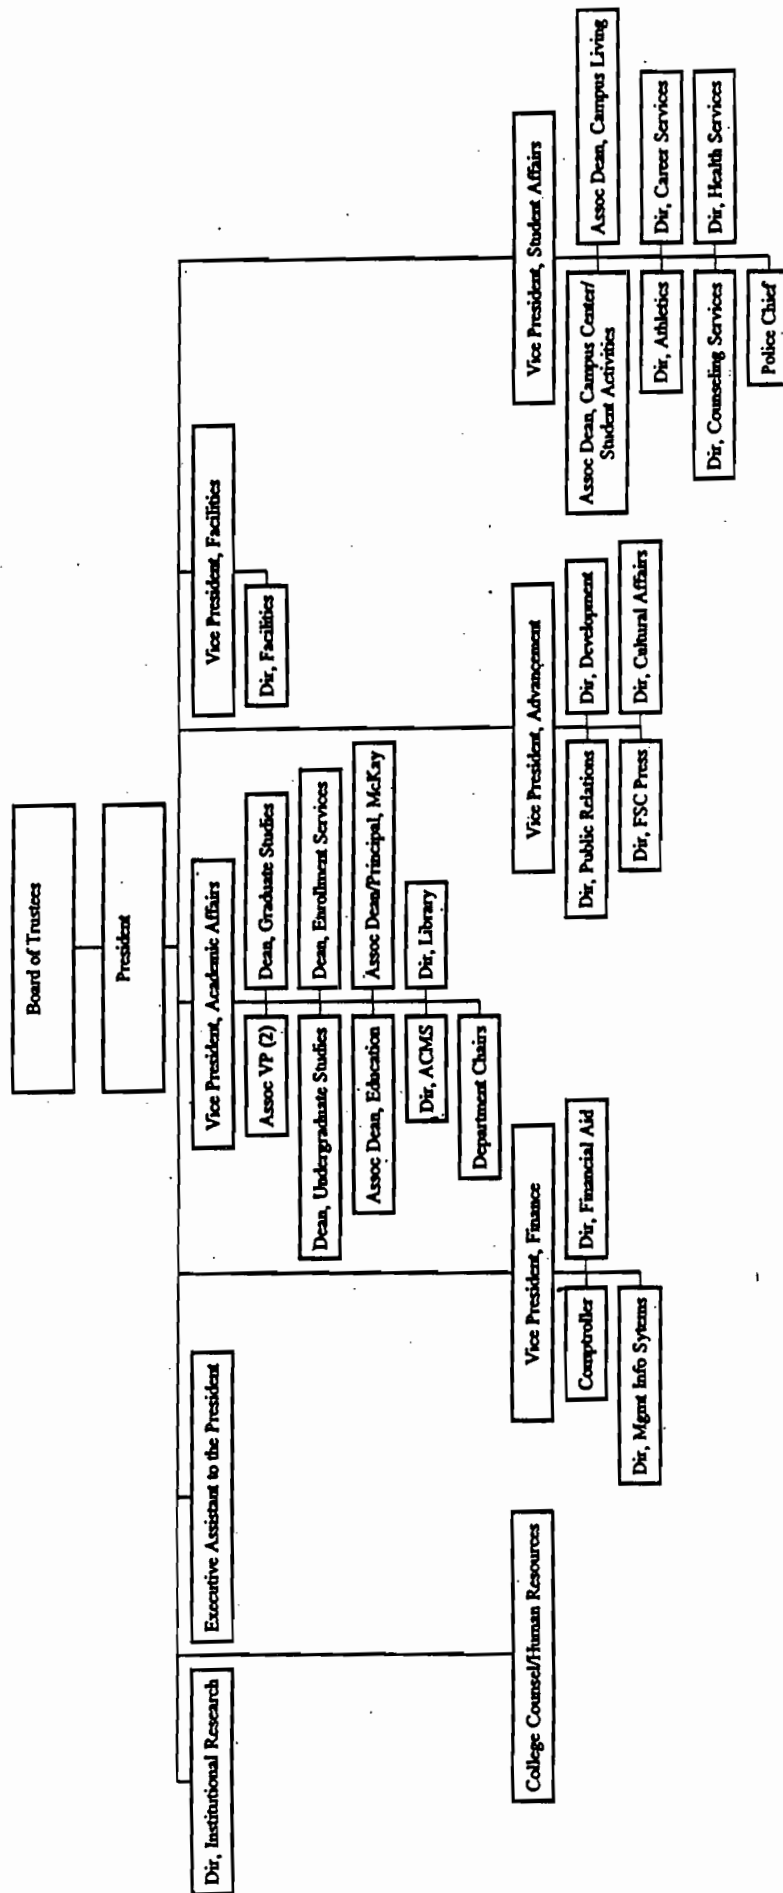 Board of Trustees
President
Dir, Institutional Research
Executive Assistant to the President
Vice President, Academic Affairs
Assoc VP (2)
Dean, Graduate Studies
Dean, Undergraduate Studies
Dean, Enrollment Services
Assoc Dean, Education
Assoc Dean/Principal, McKay
Dir, ACMS
Dir, Library
Department Chairs
Vice President, Facilities
Dir, Facilities
College Counsel/Human Resources
Vice President, Finance
Comptroller
Dir, Financial Aid
Dir, Mgmt Info Sytems
Vice President, Advancement
Dir, Public Relations
Dir, Development
Dir, FSC Press
Dir, Cultural Affairs
Vice President, Student Affairs
Assoc Dean, Campus Center/
Student Activities
Assoc Dean, Campus Living
Dir, Athletics
Dir, Career Services
Dir, Counseling Services
Dir, Health Services
Police Chief